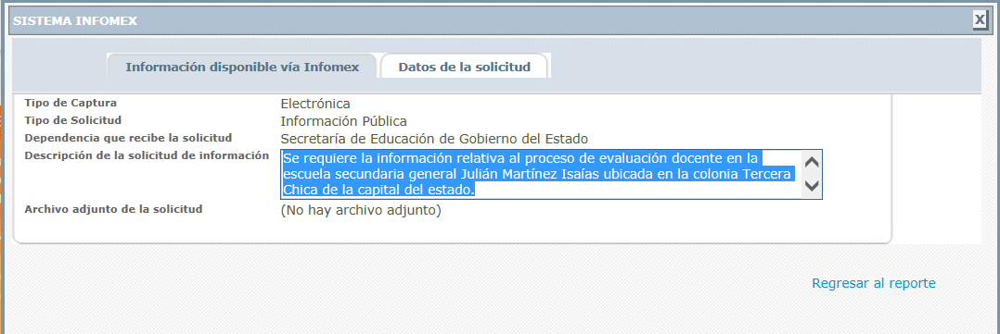 SISTEMA INFOMEX
X
Información disponible vía Infomex
Datos de la solicitud
Tipo de Captura Electrónica
Tipo de Solicitud Información Pública
Dependencia que recibe la solicitud Secretaría de Educación de Gobierno del Estado
Descripción de la solicitud de información
Se requiere la información relativa al proceso de evaluación docente en la
escuela secundaria general Julián Martínez Isaías ubicada en la colonia Tercera
Chica de la capital del estado.
Archivo adjunto de la solicitud (No hay archivo adjunto)
Regresar al reporte